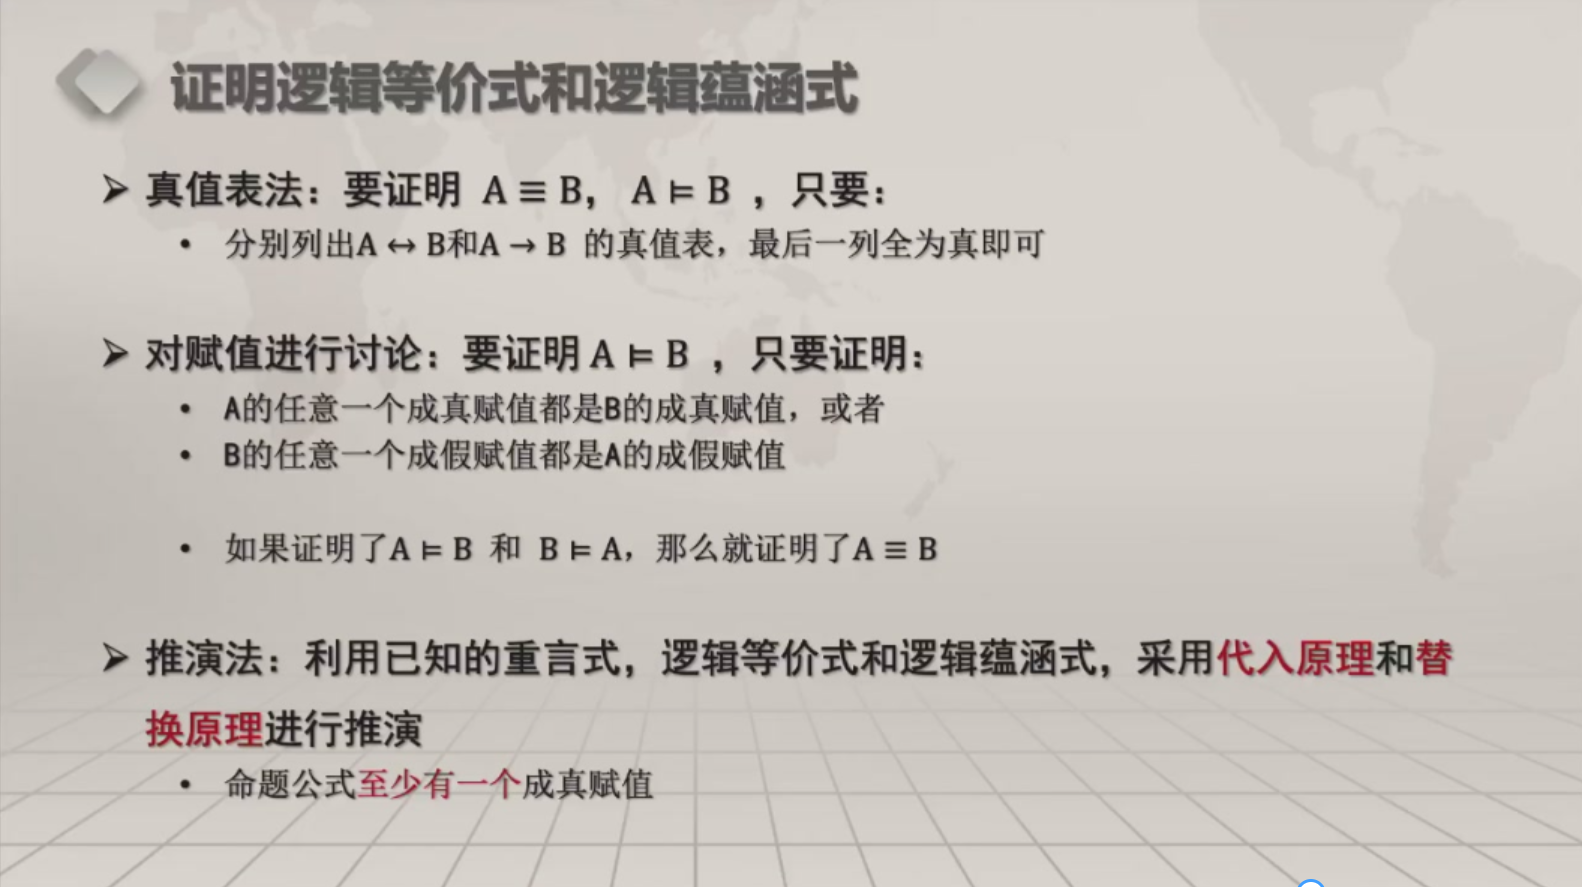 证明逻辑等价式和逻辑蕴涵式
➢ 真值表法：要证明 A ≡ B， A ⊨ B ，只要：
• 分别列出A ↔ B和A → B 的真值表，最后一列全为真即可
➢ 对赋值进行讨论：要证明 A ⊨ B ，只要证明：
• A的任意一个成真赋值都是B的成真赋值，或者
• B的任意一个成假赋值都是A的成假赋值
• 如果证明了A ⊨ B 和 B ⊨ A，那么就证明了A ≡ B
➢ 推演法：利用已知的重言式，逻辑等价式和逻辑蕴涵式，采用代入原理和替
换原理进行推演
• 命题公式至少有一个成真赋值